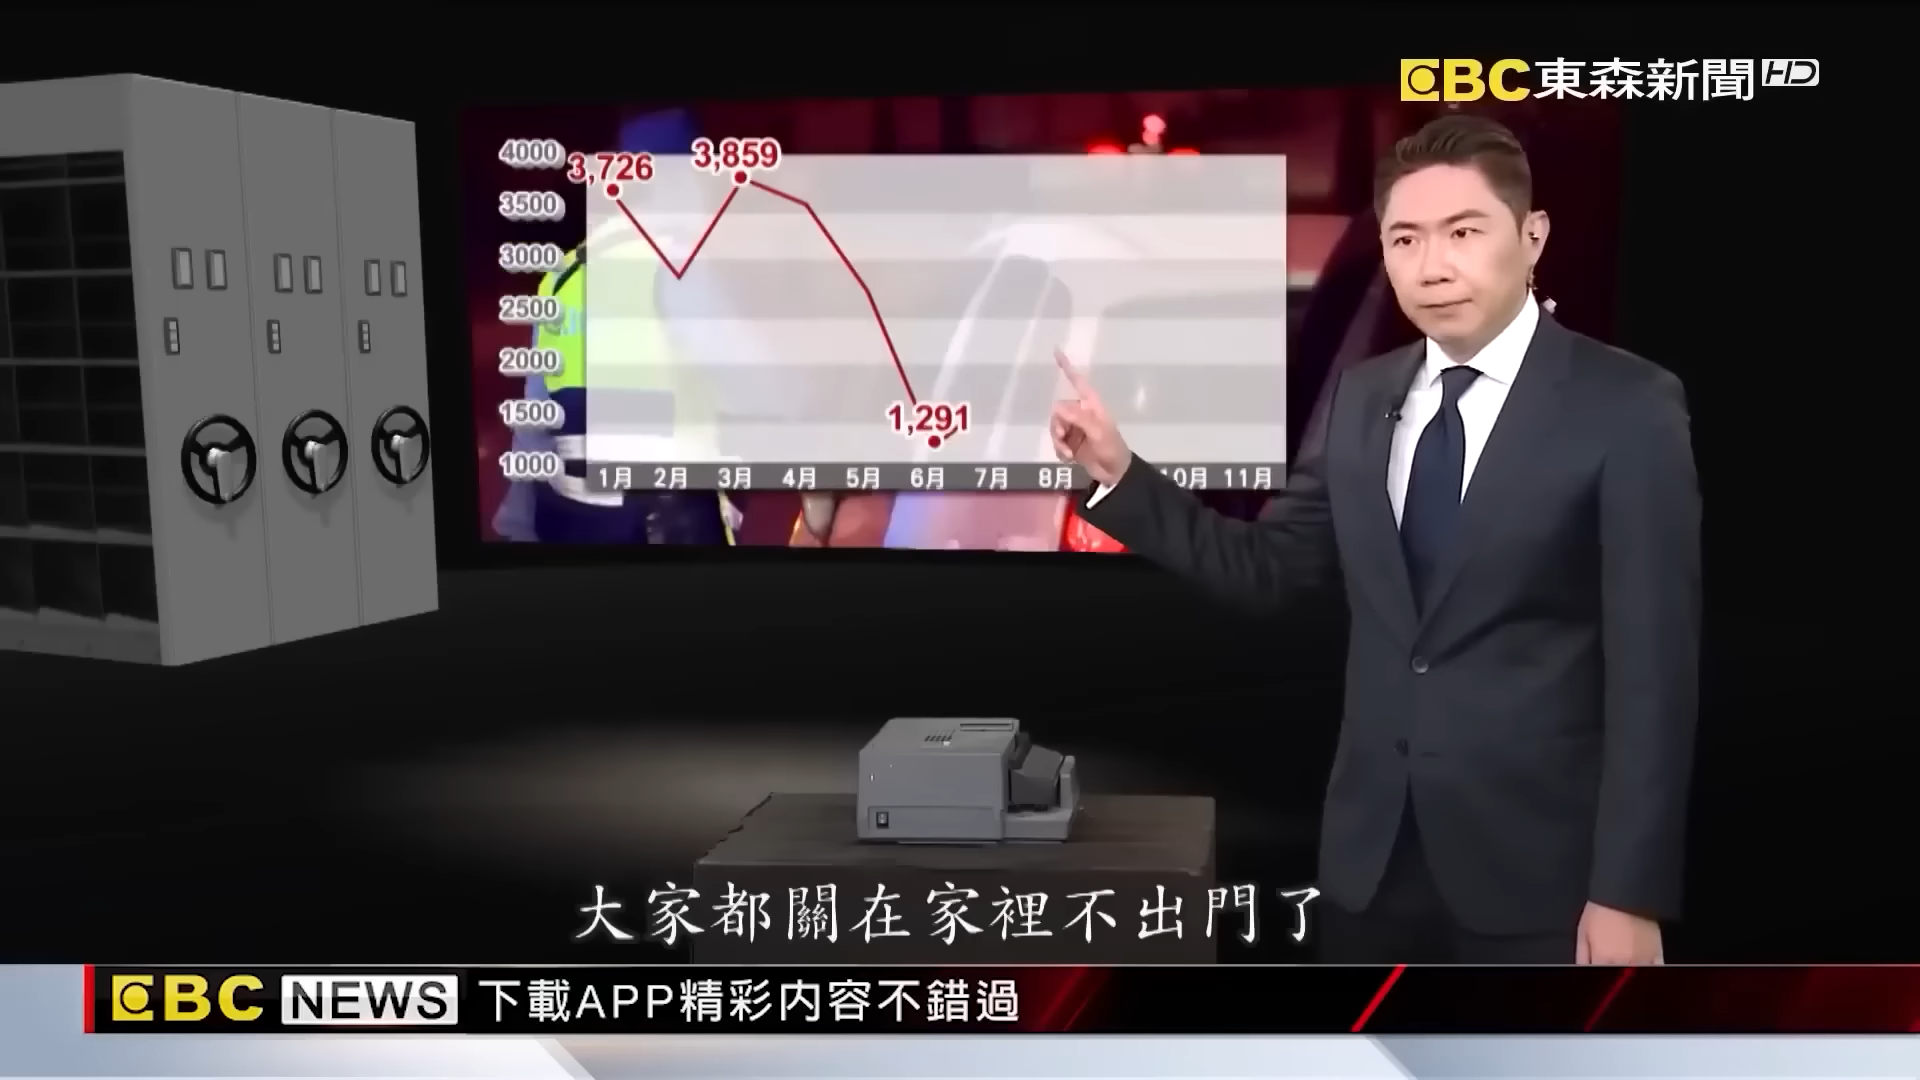 EBC東森新聞HD
4000
3,726
3,859
3500
3000
2500
2000
1500
1,291
1000
1月 2月 3月 4月 5月 6月 7月 8月 10月 11月
大家都關在家裡不出門了
EBC NEWS 下載APP精彩內容不錯過